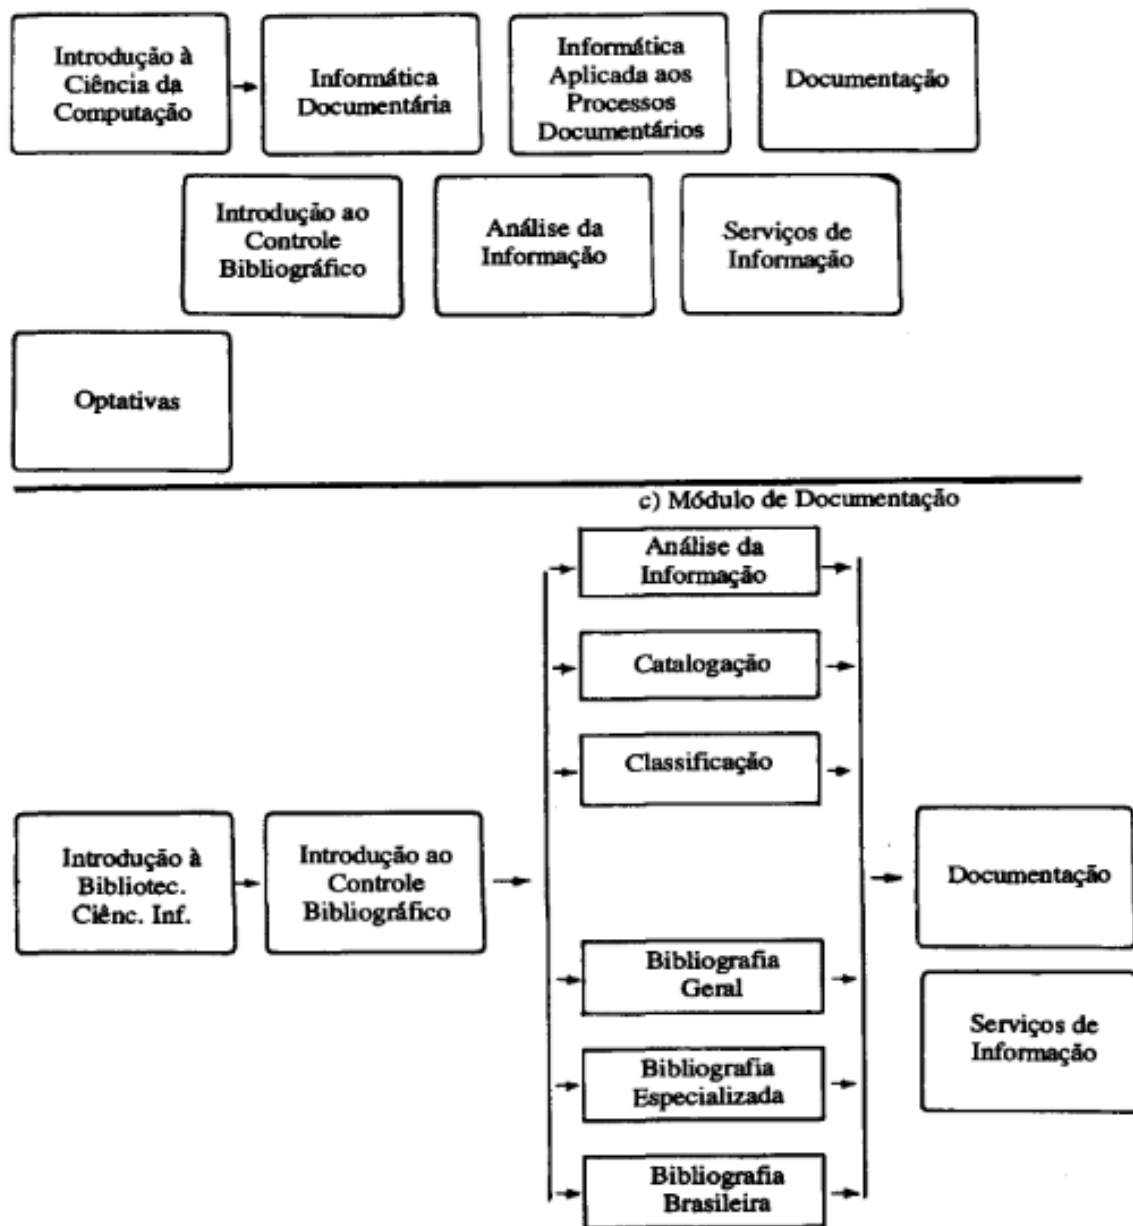 Introdução à
Ciência da
Computação
Informática
Documentária
Informática
Aplicada aos
Processos
Documentários
Documentação
Introdução ao
Controle
Bibliográfico
Análise da
Informação
Serviços de
Informação
Optativas
c) Módulo de Documentação
Análise da
Informação
Catalogação
Classificação
Introdução à
Bibliotec.
Ciênc. Inf.
Introdução ao
Controle
Bibliográfico
Documentação
Bibliografia
Geral
Serviços de
Informação
Bibliografia
Especializada
Bibliografia
Brasileira